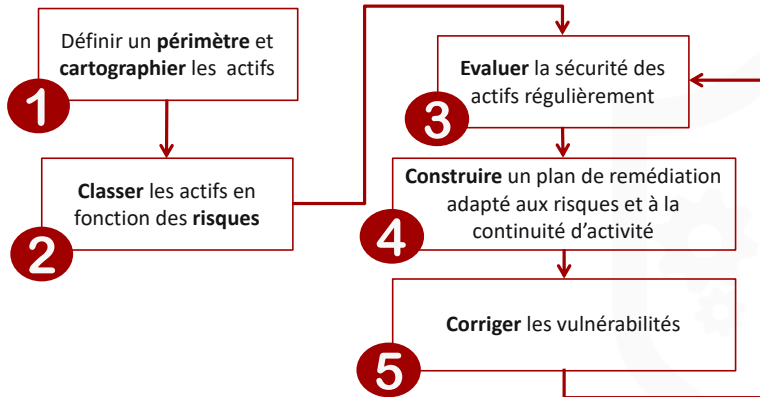 Définir un périmètre et
cartographier les actifs
1
Classer les actifs en
fonction des risques
2
Evaluer la sécurité des
actifs régulièrement
3
Construire un plan de remédiation
adapté aux risques et à la
continuité d’activité
4
Corriger les vulnérabilités
5